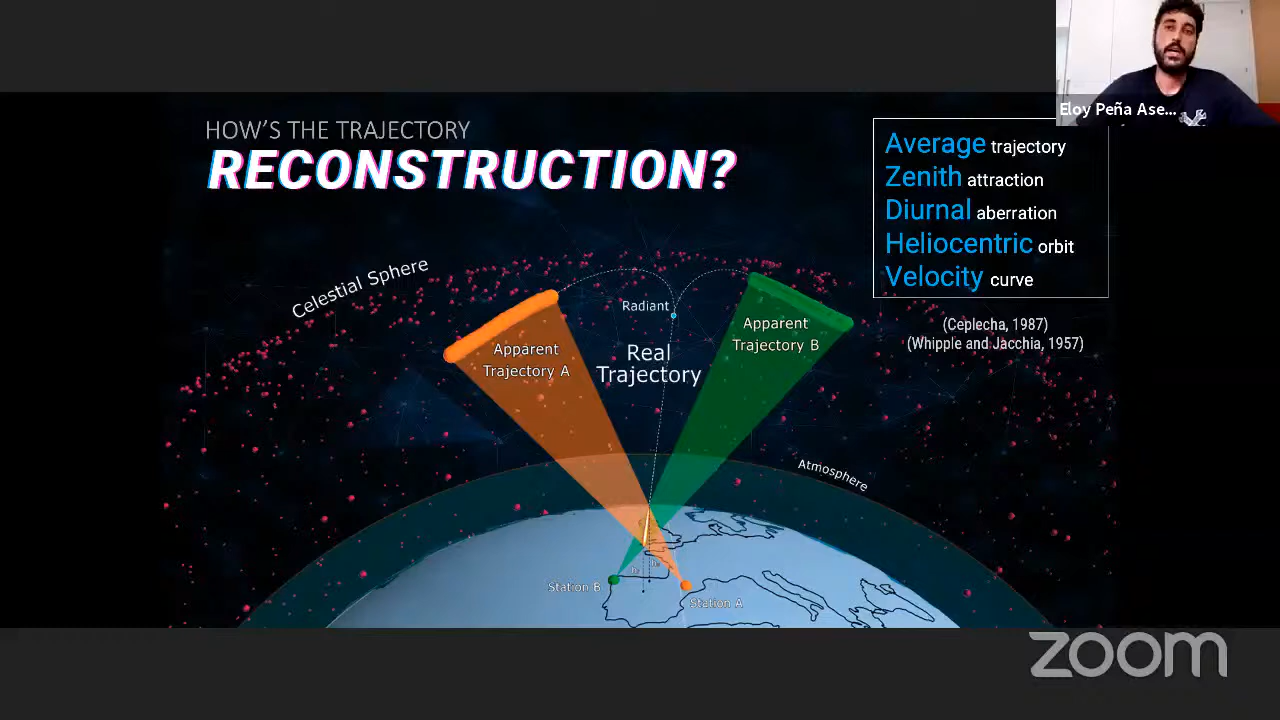 Eloy Peña Ase...
HOW'S THE TRAJECTORY
RECONSTRUCTION?
Average trajectory
Zenith attraction
Diurnal aberration
Heliocentric orbit
Velocity curve
(Ceplecha, 1987)
(Whipple and Jacchia, 1957)
Celestial Sphere
Radiant
Apparent
Trajectory A
Real
Trajectory
Apparent
Trajectory B
Atmosphere
Station B
Station A
zoom